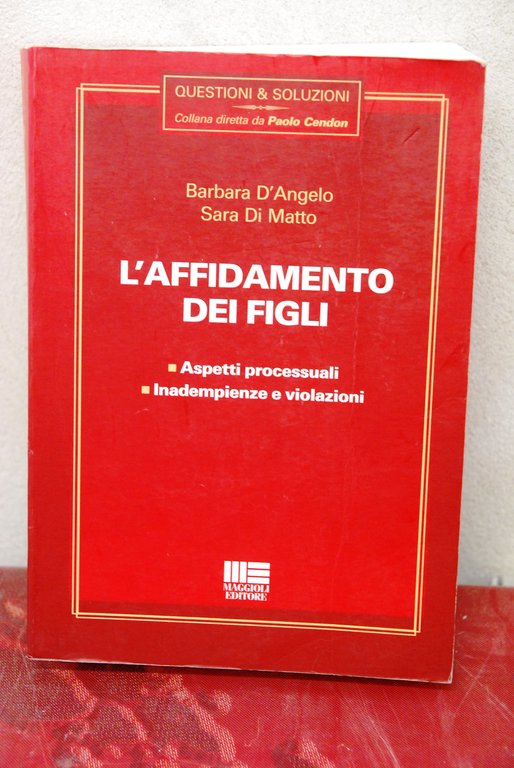 QUESTIONI & SOLUZIONI
Collana diretta da Paolo Cendon
Barbara D'Angelo
Sara Di Matto
L'AFFIDAMENTO
DEI FIGLI
Aspetti processuali
Inadempienze e violazioni
MAGGIOLI
EDITORE